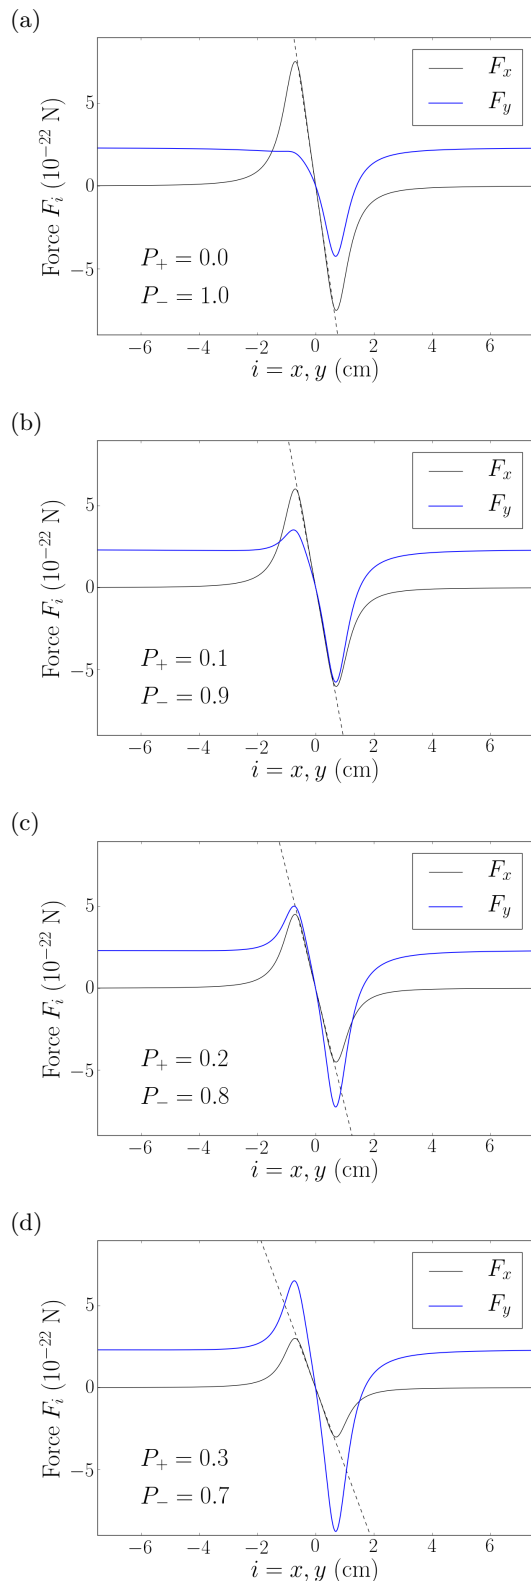 (a)
Force F_i (10^{-22} N)
5
0
−5
F_x
F_y
P_+ = 0.0
P_- = 1.0
−6 −4 −2 0 2 4 6
i = x, y (cm)
(b)
Force F_i (10^{-22} N)
5
0
−5
F_x
F_y
P_+ = 0.1
P_- = 0.9
−6 −4 −2 0 2 4 6
i = x, y (cm)
(c)
Force F_i (10^{-22} N)
5
0
−5
F_x
F_y
P_+ = 0.2
P_- = 0.8
−6 −4 −2 0 2 4 6
i = x, y (cm)
(d)
Force F_i (10^{-22} N)
5
0
−5
F_x
F_y
P_+ = 0.3
P_- = 0.7
−6 −4 −2 0 2 4 6
i = x, y (cm)